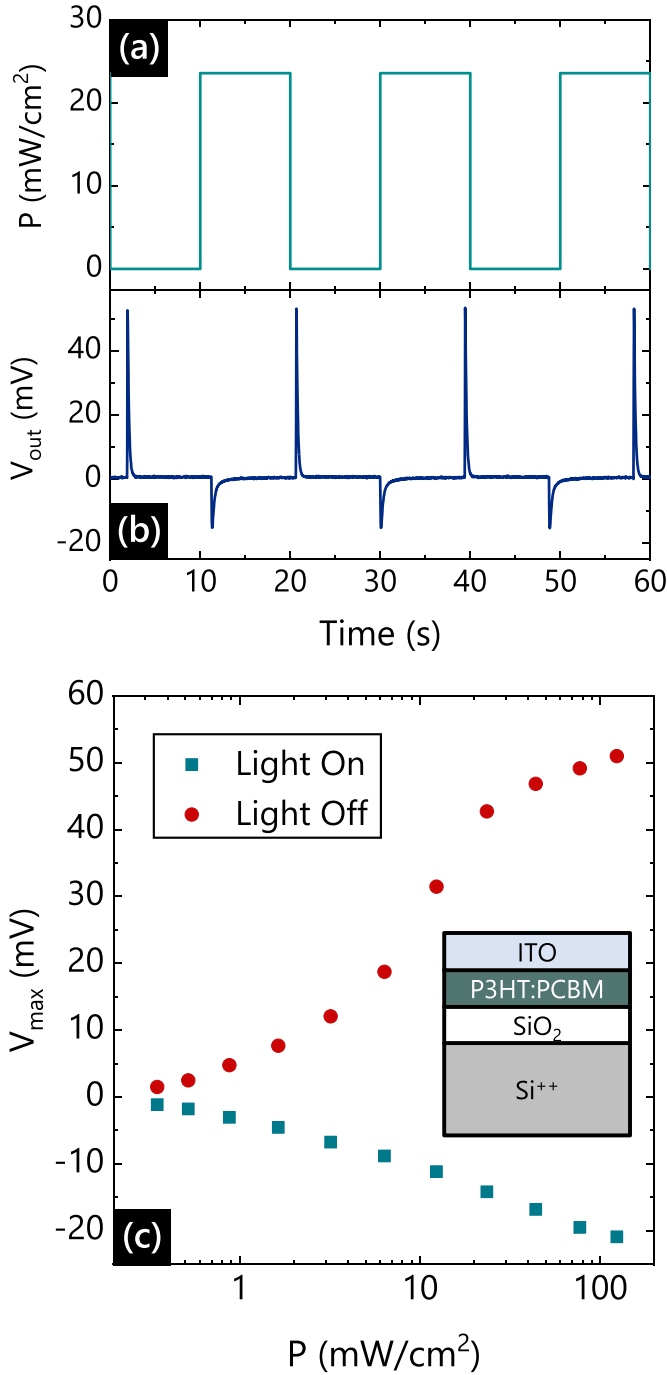 (a)
30
20
10
0
P (mW/cm²)
(b)
40
20
0
-20
V_out (mV)
0 10 20 30 40 50 60
Time (s)
60
50
40
30
20
10
0
-10
-20
V_max (mV)
Light On
Light Off
ITO
P3HT:PCBM
SiO₂
Si⁺⁺
(c)
1 10 100
P (mW/cm²)